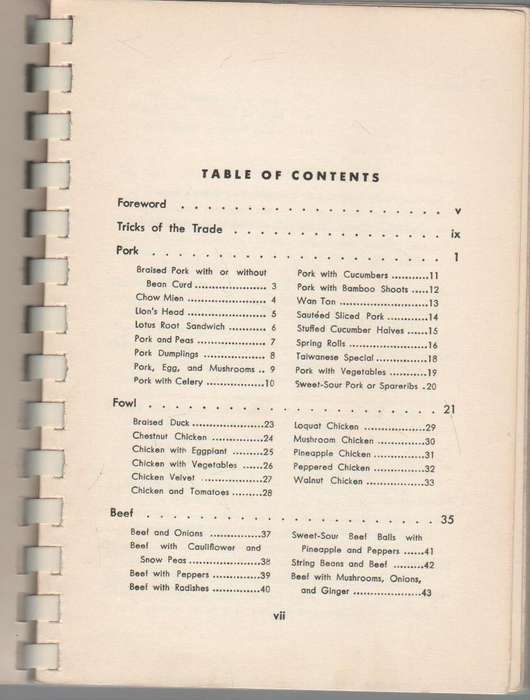 TABLE OF CONTENTS
Foreword . . . . . . . . . . . . . . . . . . . v
Tricks of the Trade . . . . . . . . . . . . . . . ix
Pork . . . . . . . . . . . . . . . . . . . . . 1
Braised Pork with or without
Bean Curd .................... 3
Chow Mien .................... 4
Lion's Head .................... 5
Lotus Root Sandwich .......... 6
Pork and Peas .................. 7
Pork Dumplings ................ 8
Pork, Egg, and Mushrooms .. 9
Pork with Celery ................10
Pork with Cucumbers ...........11
Pork with Bamboo Shoots .....12
Wan Tan ......................13
Sautéed Sliced Pork ...........14
Stuffed Cucumber Halves ......15
Spring Rolls ....................16
Taiwanese Special ..............18
Pork with Vegetables ..........19
Sweet-Sour Pork or Spareribs .20
Fowl . . . . . . . . . . . . . . . . . . . . . 21
Braised Duck ...................23
Chestnut Chicken ..............24
Chicken with Eggplant ........25
Chicken with Vegetables .....26
Chicken Velvet .................27
Chicken and Tomatoes ........28
Loquat Chicken ................29
Mushroom Chicken ............30
Pineapple Chicken .............31
Peppered Chicken .............32
Walnut Chicken ................33
Beef . . . . . . . . . . . . . . . . . . . . . 35
Beef and Onions ..............37
Beef with Cauliflower and
Snow Peas ....................38
Beef with Peppers .............39
Beef with Radishes ............40
Sweet-Sour Beef Balls with
Pineapple and Peppers ......41
String Beans and Beef .........42
Beef with Mushrooms, Onions,
and Ginger ....................43
vii